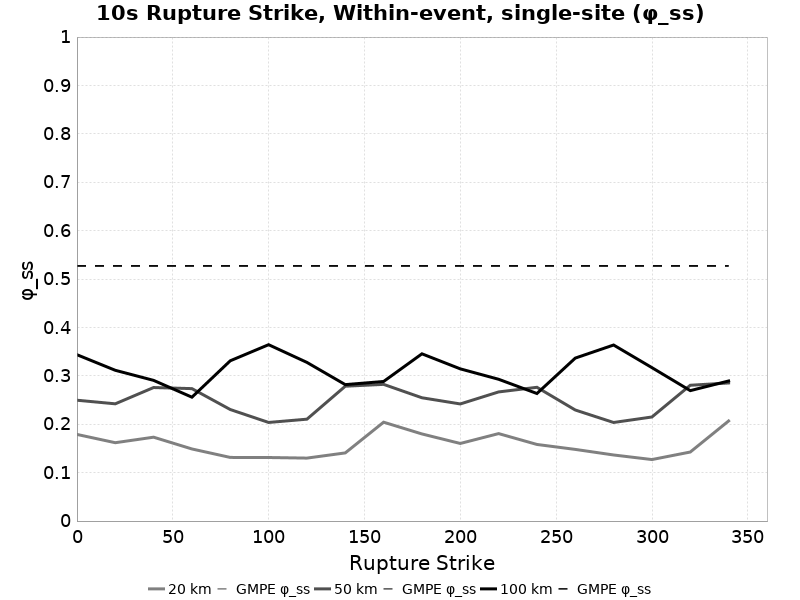 10s Rupture Strike, Within-event, single-site (φ_ss)
1
0.9
0.8
0.7
0.6
0.5
0.4
0.3
0.2
0.1
0
φ_ss
0 50 100 150 200 250 300 350
Rupture Strike
20 km GMPE φ_ss 50 km GMPE φ_ss 100 km GMPE φ_ss